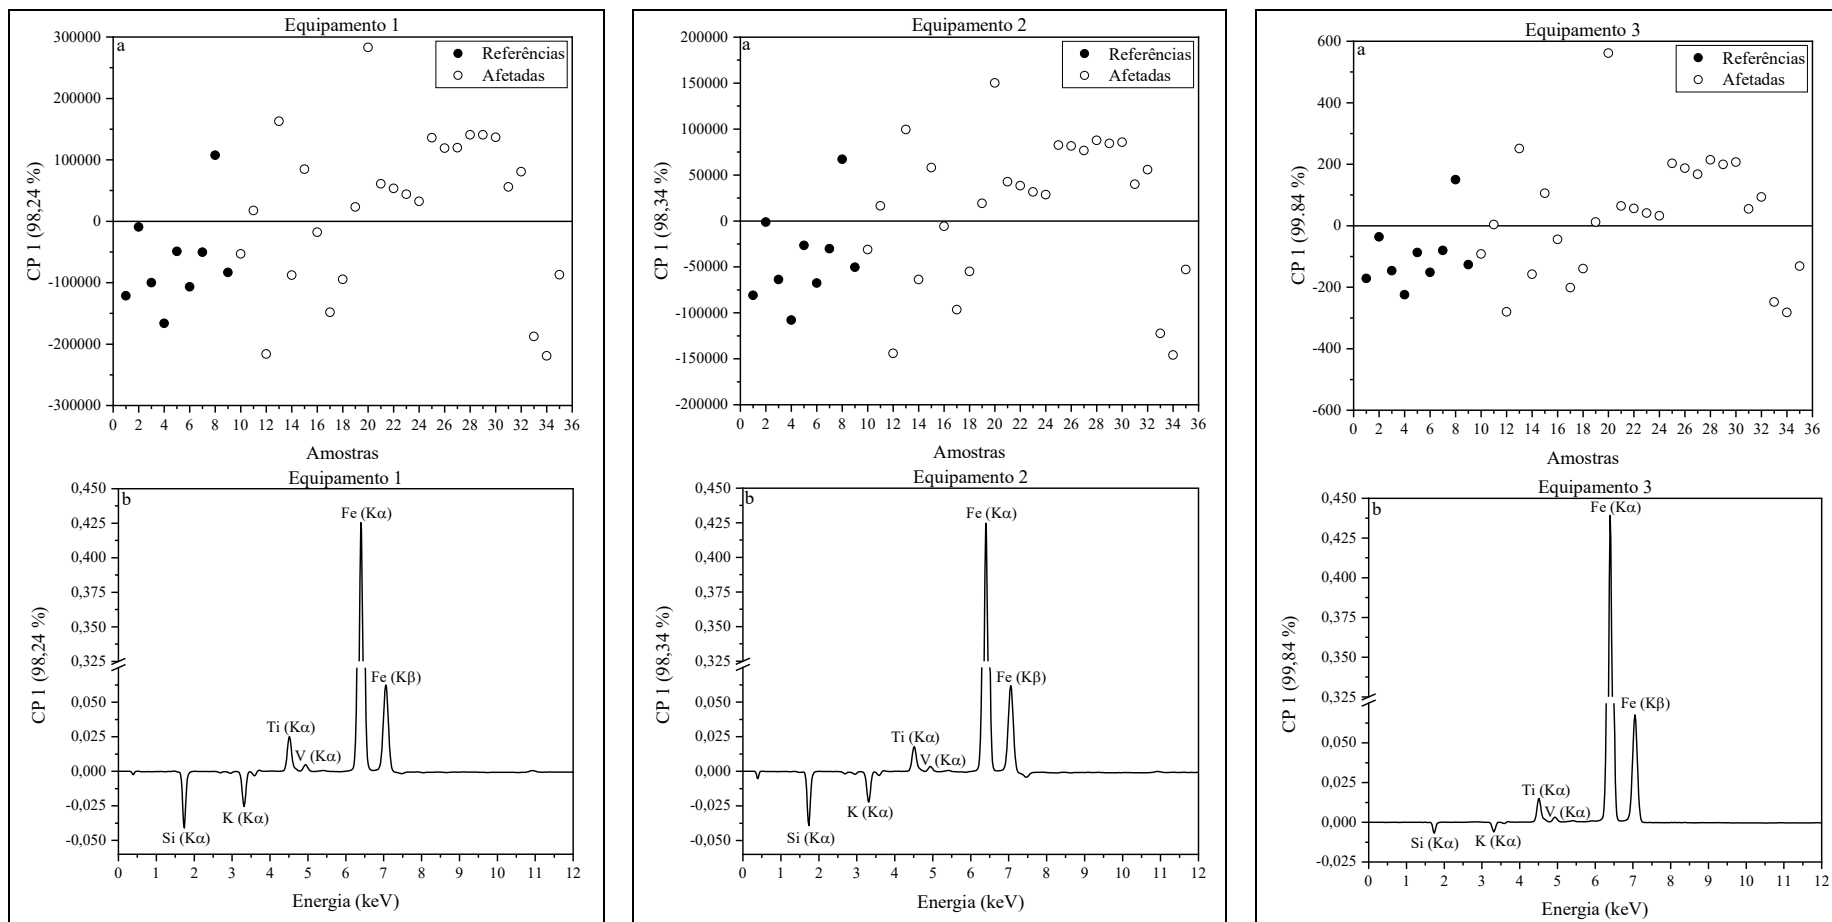 Equipamento 1
a
Referências
Afetadas
300000
200000
100000
0
-100000
-200000
-300000
CP 1 (98,24 %)
0 2 4 6 8 10 12 14 16 18 20 22 24 26 28 30 32 34 36
Amostras
Equipamento 1
b
Fe (Kα)
Fe (Kβ)
Ti (Kα)
V (Kα)
K (Kα)
Si (Kα)
0,450
0,425
0,400
0,375
0,350
0,325
0,050
0,025
0,000
-0,025
-0,050
CP 1 (98,24 %)
0 1 2 3 4 5 6 7 8 9 10 11 12
Energia (keV)
Equipamento 2
a
Referências
Afetadas
200000
150000
100000
50000
0
-50000
-100000
-150000
-200000
CP 1 (98,34 %)
0 2 4 6 8 10 12 14 16 18 20 22 24 26 28 30 32 34 36
Amostras
Equipamento 2
b
Fe (Kα)
Fe (Kβ)
Ti (Kα)
V (Kα)
K (Kα)
Si (Kα)
0,450
0,425
0,400
0,375
0,350
0,325
0,050
0,025
0,000
-0,025
-0,050
CP 1 (98,34 %)
0 1 2 3 4 5 6 7 8 9 10 11 12
Energia (keV)
Equipamento 3
a
Referências
Afetadas
600
400
200
0
-200
-400
-600
CP 1 (99.84 %)
0 2 4 6 8 10 12 14 16 18 20 22 24 26 28 30 32 34 36
Amostras
Equipamento 3
b
Fe (Kα)
Fe (Kβ)
Ti (Kα)
V (Kα)
Si (Kα)
K (Kα)
0,450
0,425
0,400
0,375
0,350
0,325
0,050
0,025
0,000
-0,025
CP 1 (99,84 %)
0 1 2 3 4 5 6 7 8 9 10 11 12
Energia (keV)